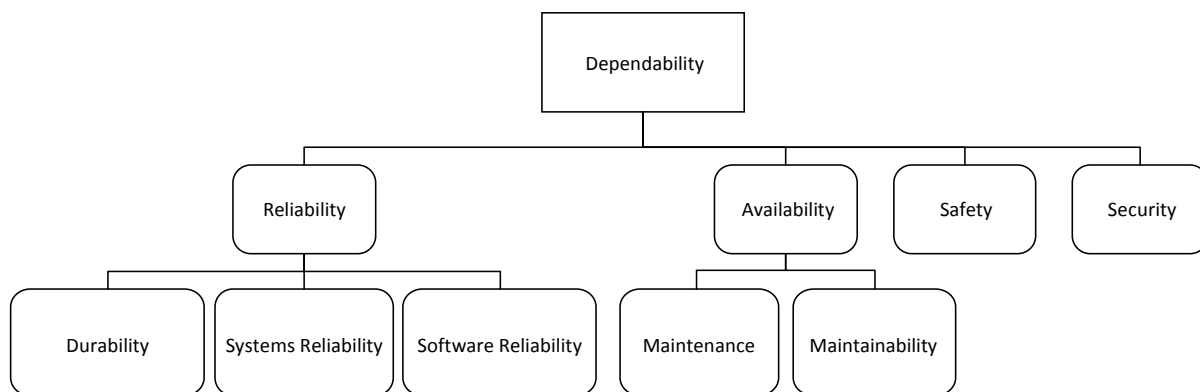 Dependability
Reliability
Availability
Safety
Security
Durability
Systems Reliability
Software Reliability
Maintenance
Maintainability